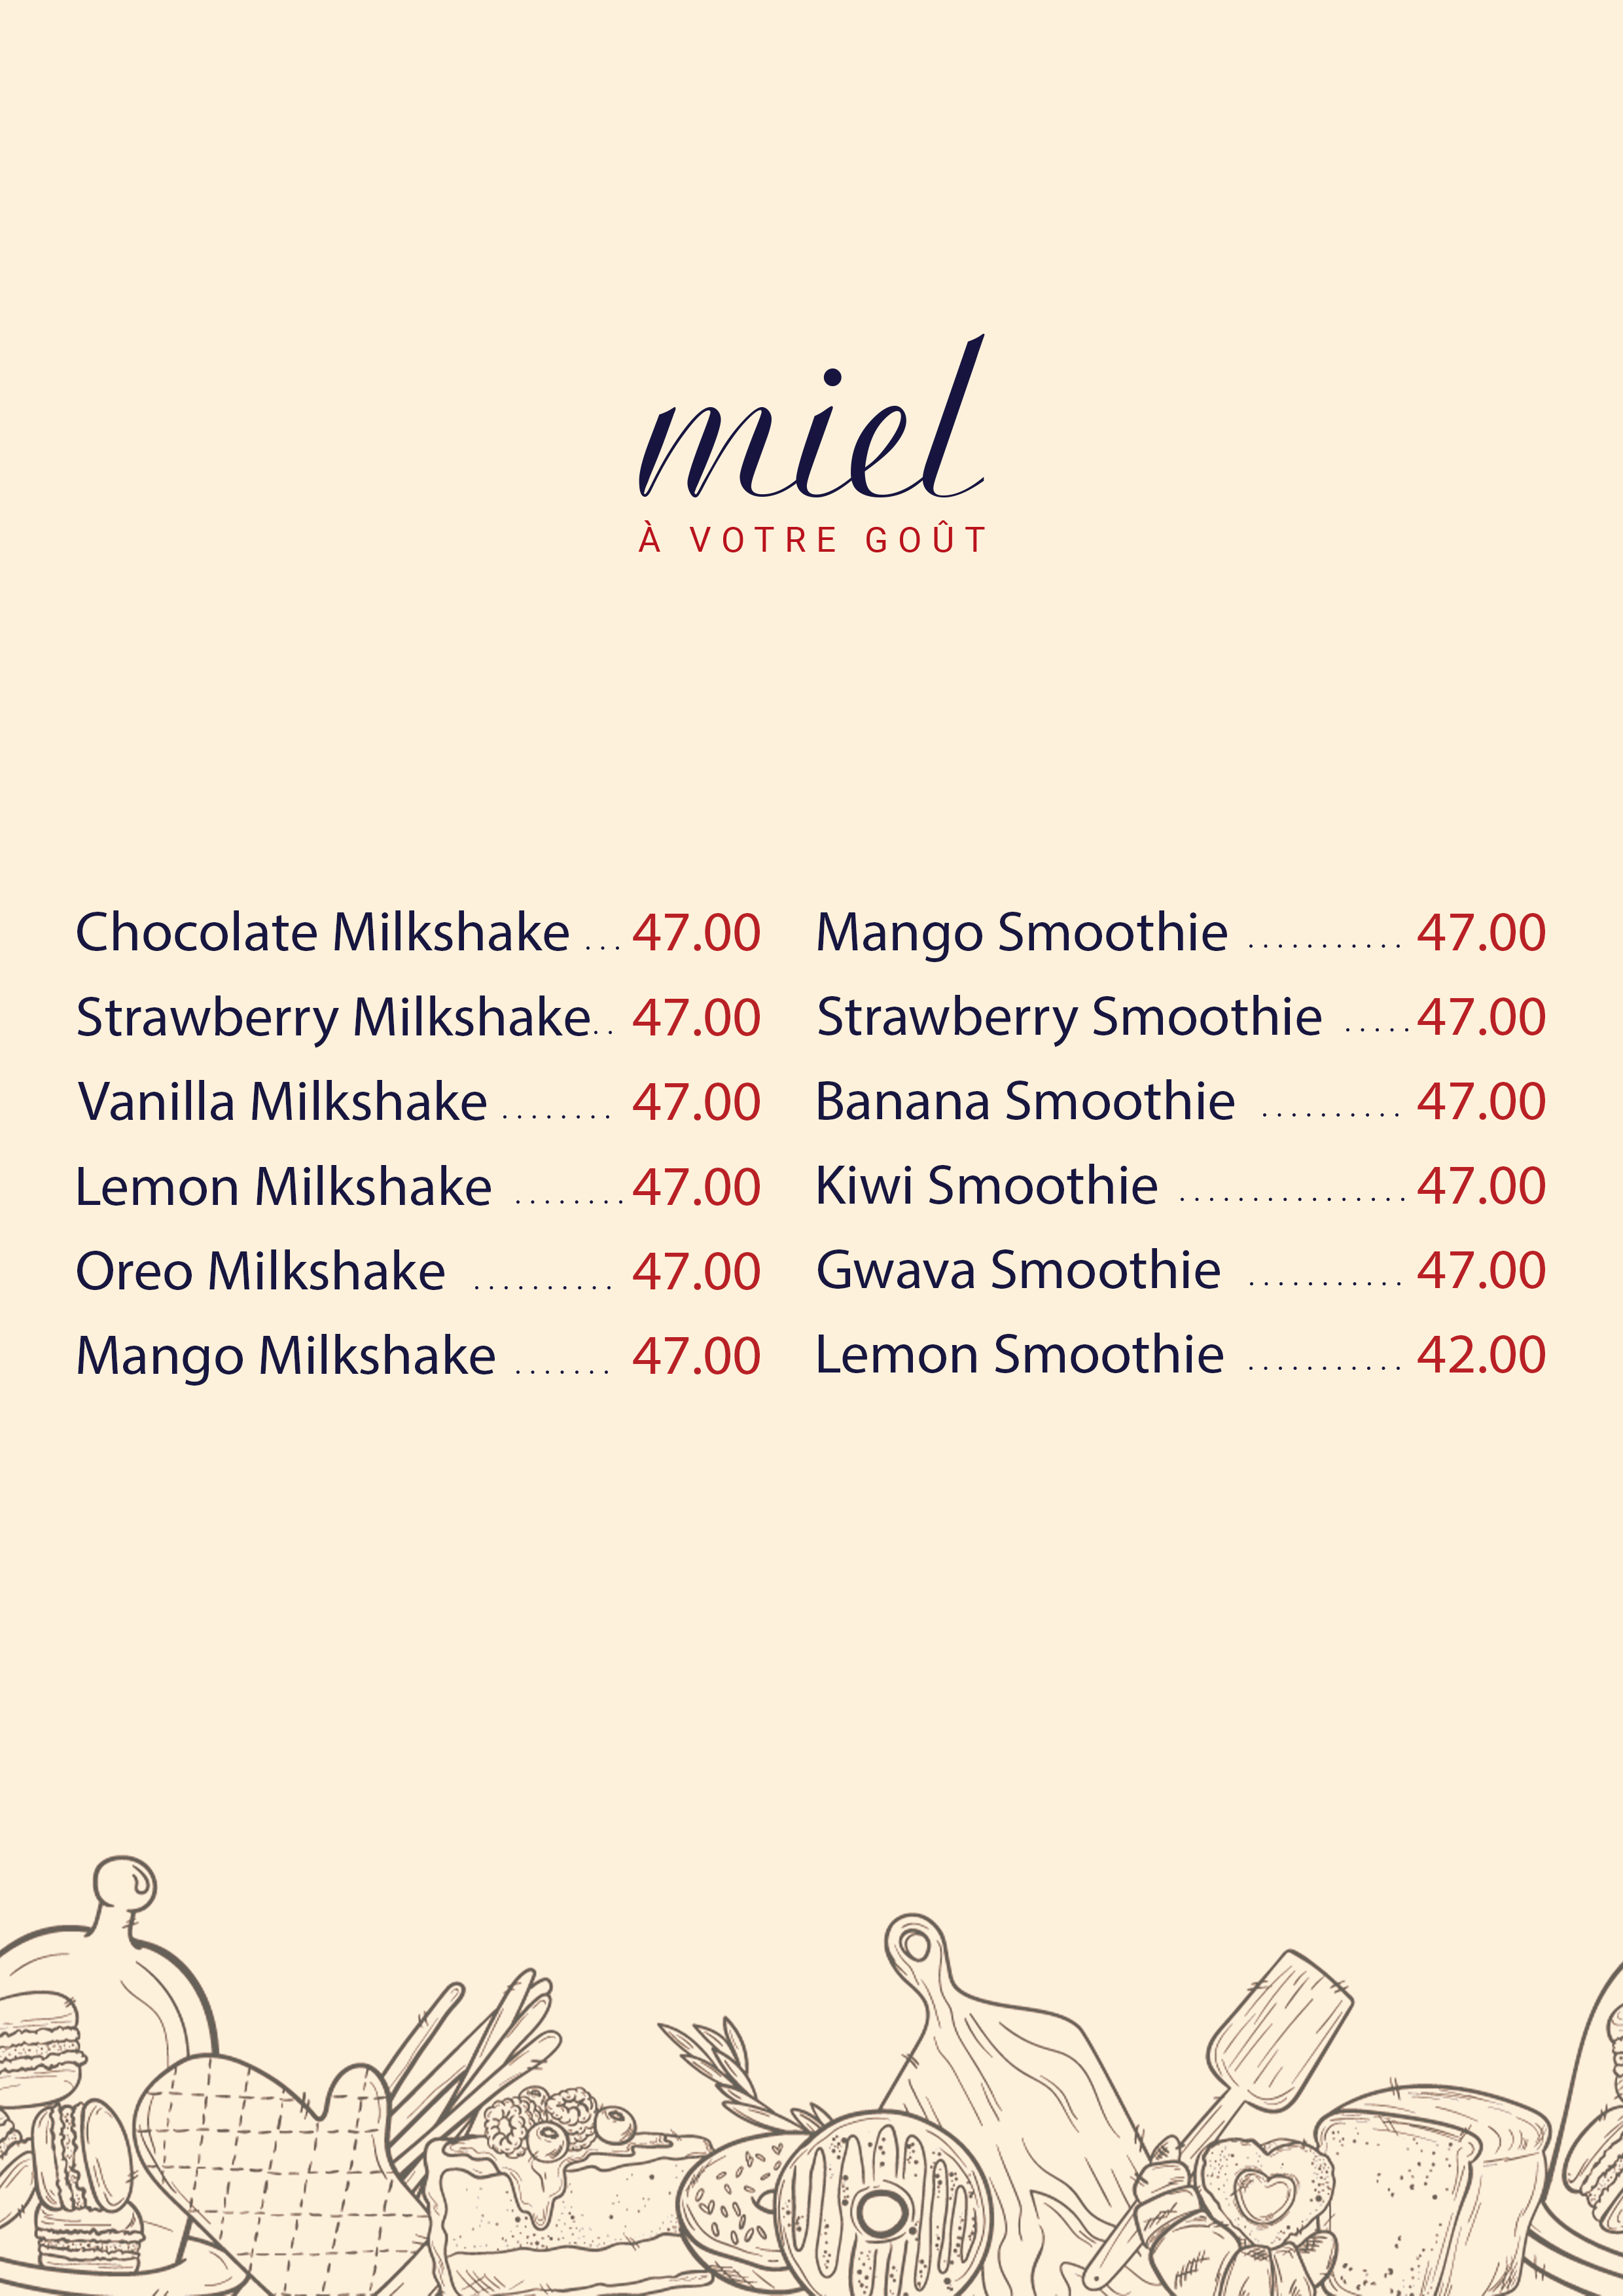 miel
À VOTRE GOÛT
Chocolate Milkshake ... 47.00
Strawberry Milkshake.. 47.00
Vanilla Milkshake ........ 47.00
Lemon Milkshake ........ 47.00
Oreo Milkshake .......... 47.00
Mango Milkshake ....... 47.00
Mango Smoothie ........... 47.00
Strawberry Smoothie ..... 47.00
Banana Smoothie .......... 47.00
Kiwi Smoothie ................ 47.00
Gwava Smoothie ........... 47.00
Lemon Smoothie ........... 42.00